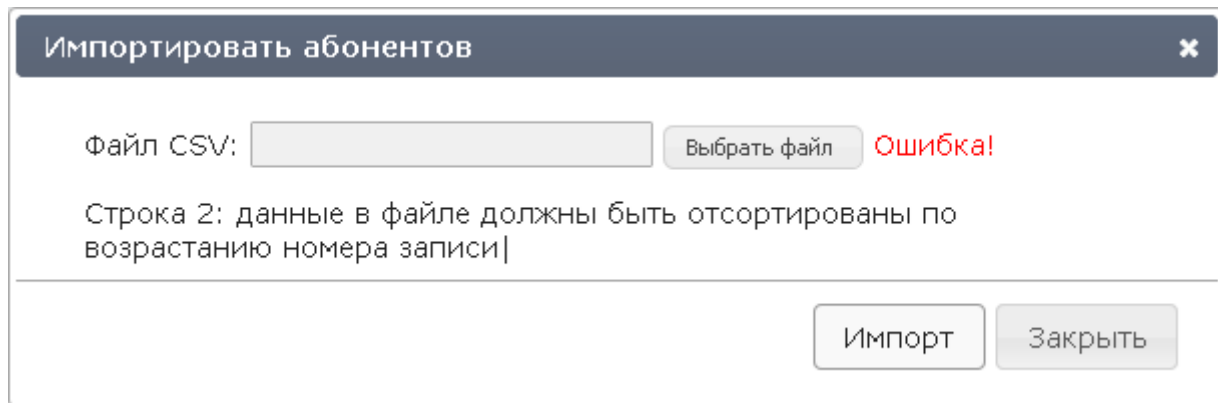 Импортировать абонентов
Файл CSV: Выбрать файл Ошибка!
Строка 2: данные в файле должны быть отсортированы по
возрастанию номера записи
Импорт Закрыть